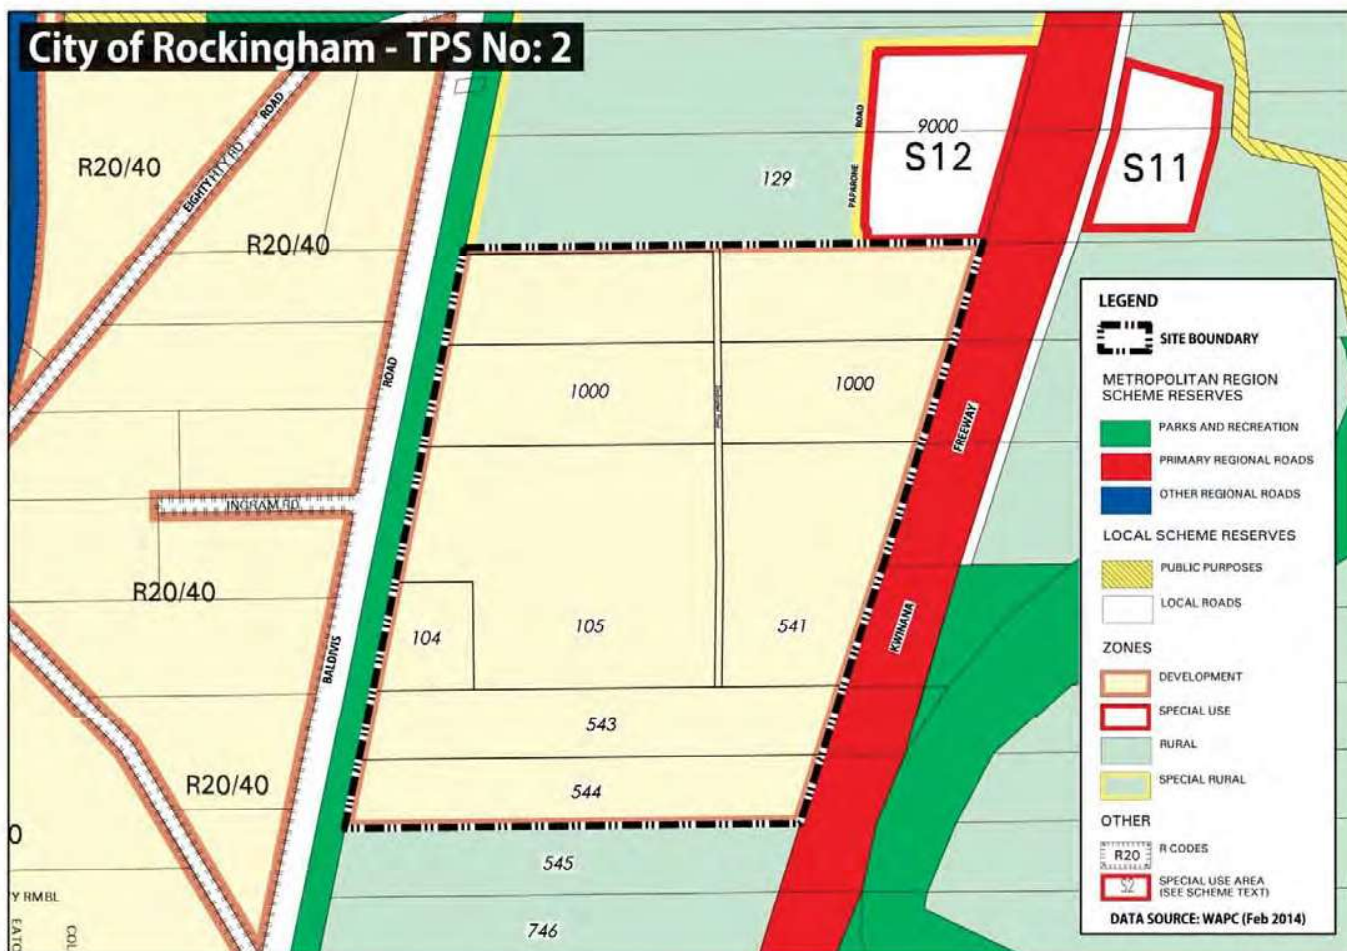 City of Rockingham - TPS No: 2
R20/40
EIGHTY RD
ROAD
R20/40
ROAD
BALDIVIS
INGRAM RD
R20/40
R20/40
0
Y RMBL
EATO
COL
129
PAPARONE
ROAD
9000
S12
S11
1000
1000
104
105
541
543
544
545
746
FREEWAY
KWINANA
LEGEND
SITE BOUNDARY
METROPOLITAN REGION
SCHEME RESERVES
PARKS AND RECREATION
PRIMARY REGIONAL ROADS
OTHER REGIONAL ROADS
LOCAL SCHEME RESERVES
PUBLIC PURPOSES
LOCAL ROADS
ZONES
DEVELOPMENT
SPECIAL USE
RURAL
SPECIAL RURAL
OTHER
R20
R CODES
S2
SPECIAL USE AREA
(SEE SCHEME TEXT)
DATA SOURCE: WAPC (Feb 2014)